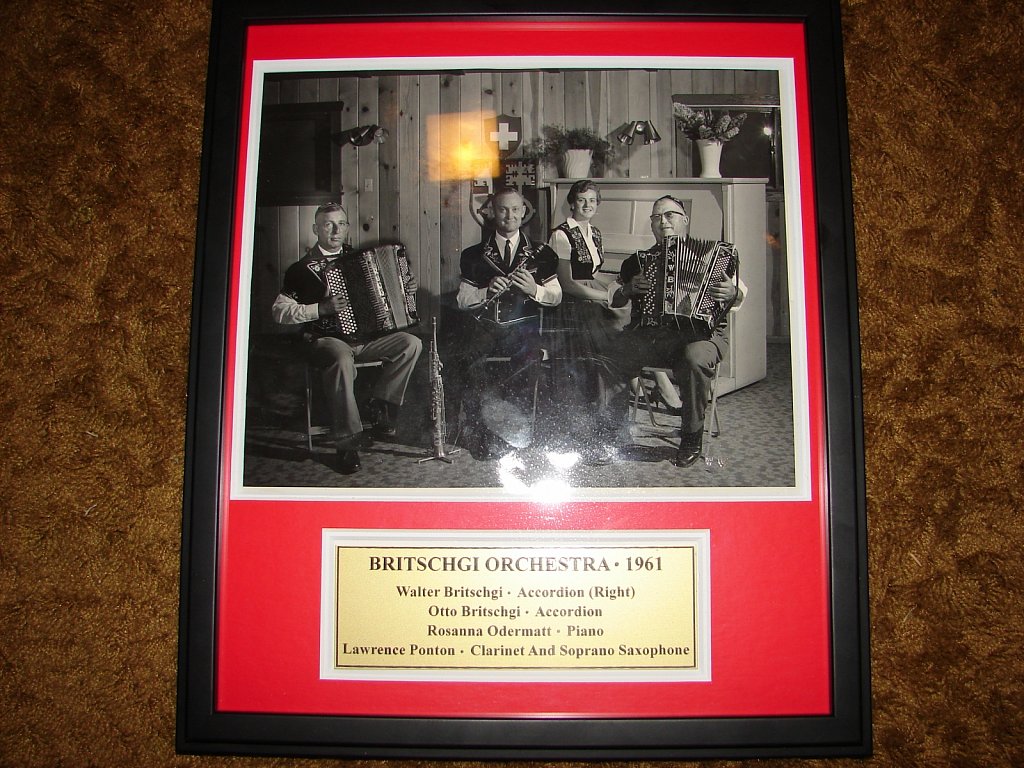 BRITSCHGI ORCHESTRA • 1961
Walter Britschgi • Accordion (Right)
Otto Britschgi • Accordion
Rosanna Odermatt • Piano
Lawrence Ponton • Clarinet And Soprano Saxophone